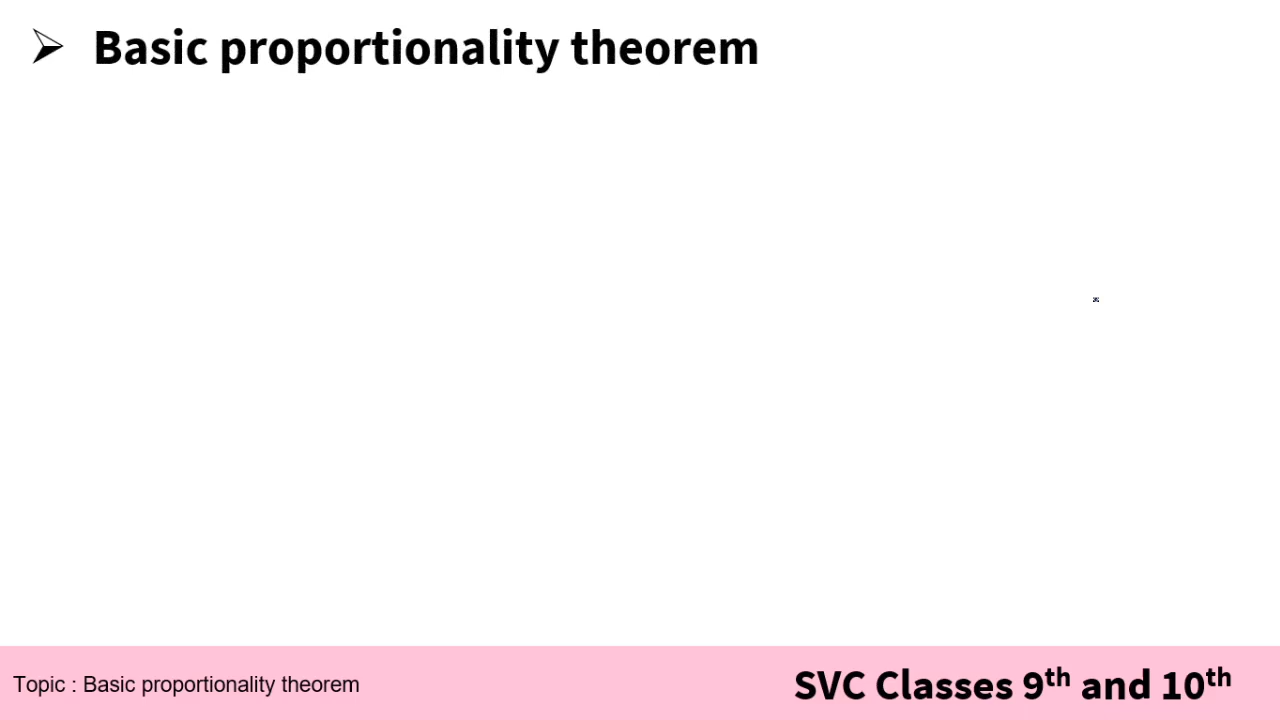 Basic proportionality theorem
Topic : Basic proportionality theorem
SVC Classes 9th and 10th